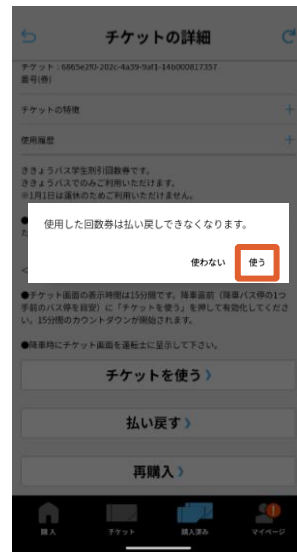 チケットの詳細
チケット : 6865e2f0-202c-4a39-9af1-14b000817357
番号(券)
チケットの特徴
使用履歴
ききょうバス学生割引回数券です。
ききょうバスでのみご利用いただけます。
※1月1日は運休のためご利用いただけません。
使用した回数券は払い戻しできなくなります。
使わない 使う
●チケット画面の表示時間は15分間です。降車直前（降車バス停の1つ
手前のバス停を目安）に「チケットを使う」を押して有効化してくださ
い。15分間のカウントダウンが開始されます。
●降車時にチケット画面を運転士に呈示して下さい。
チケットを使う
払い戻す
再購入
購入 チケット 購入済み マイページ